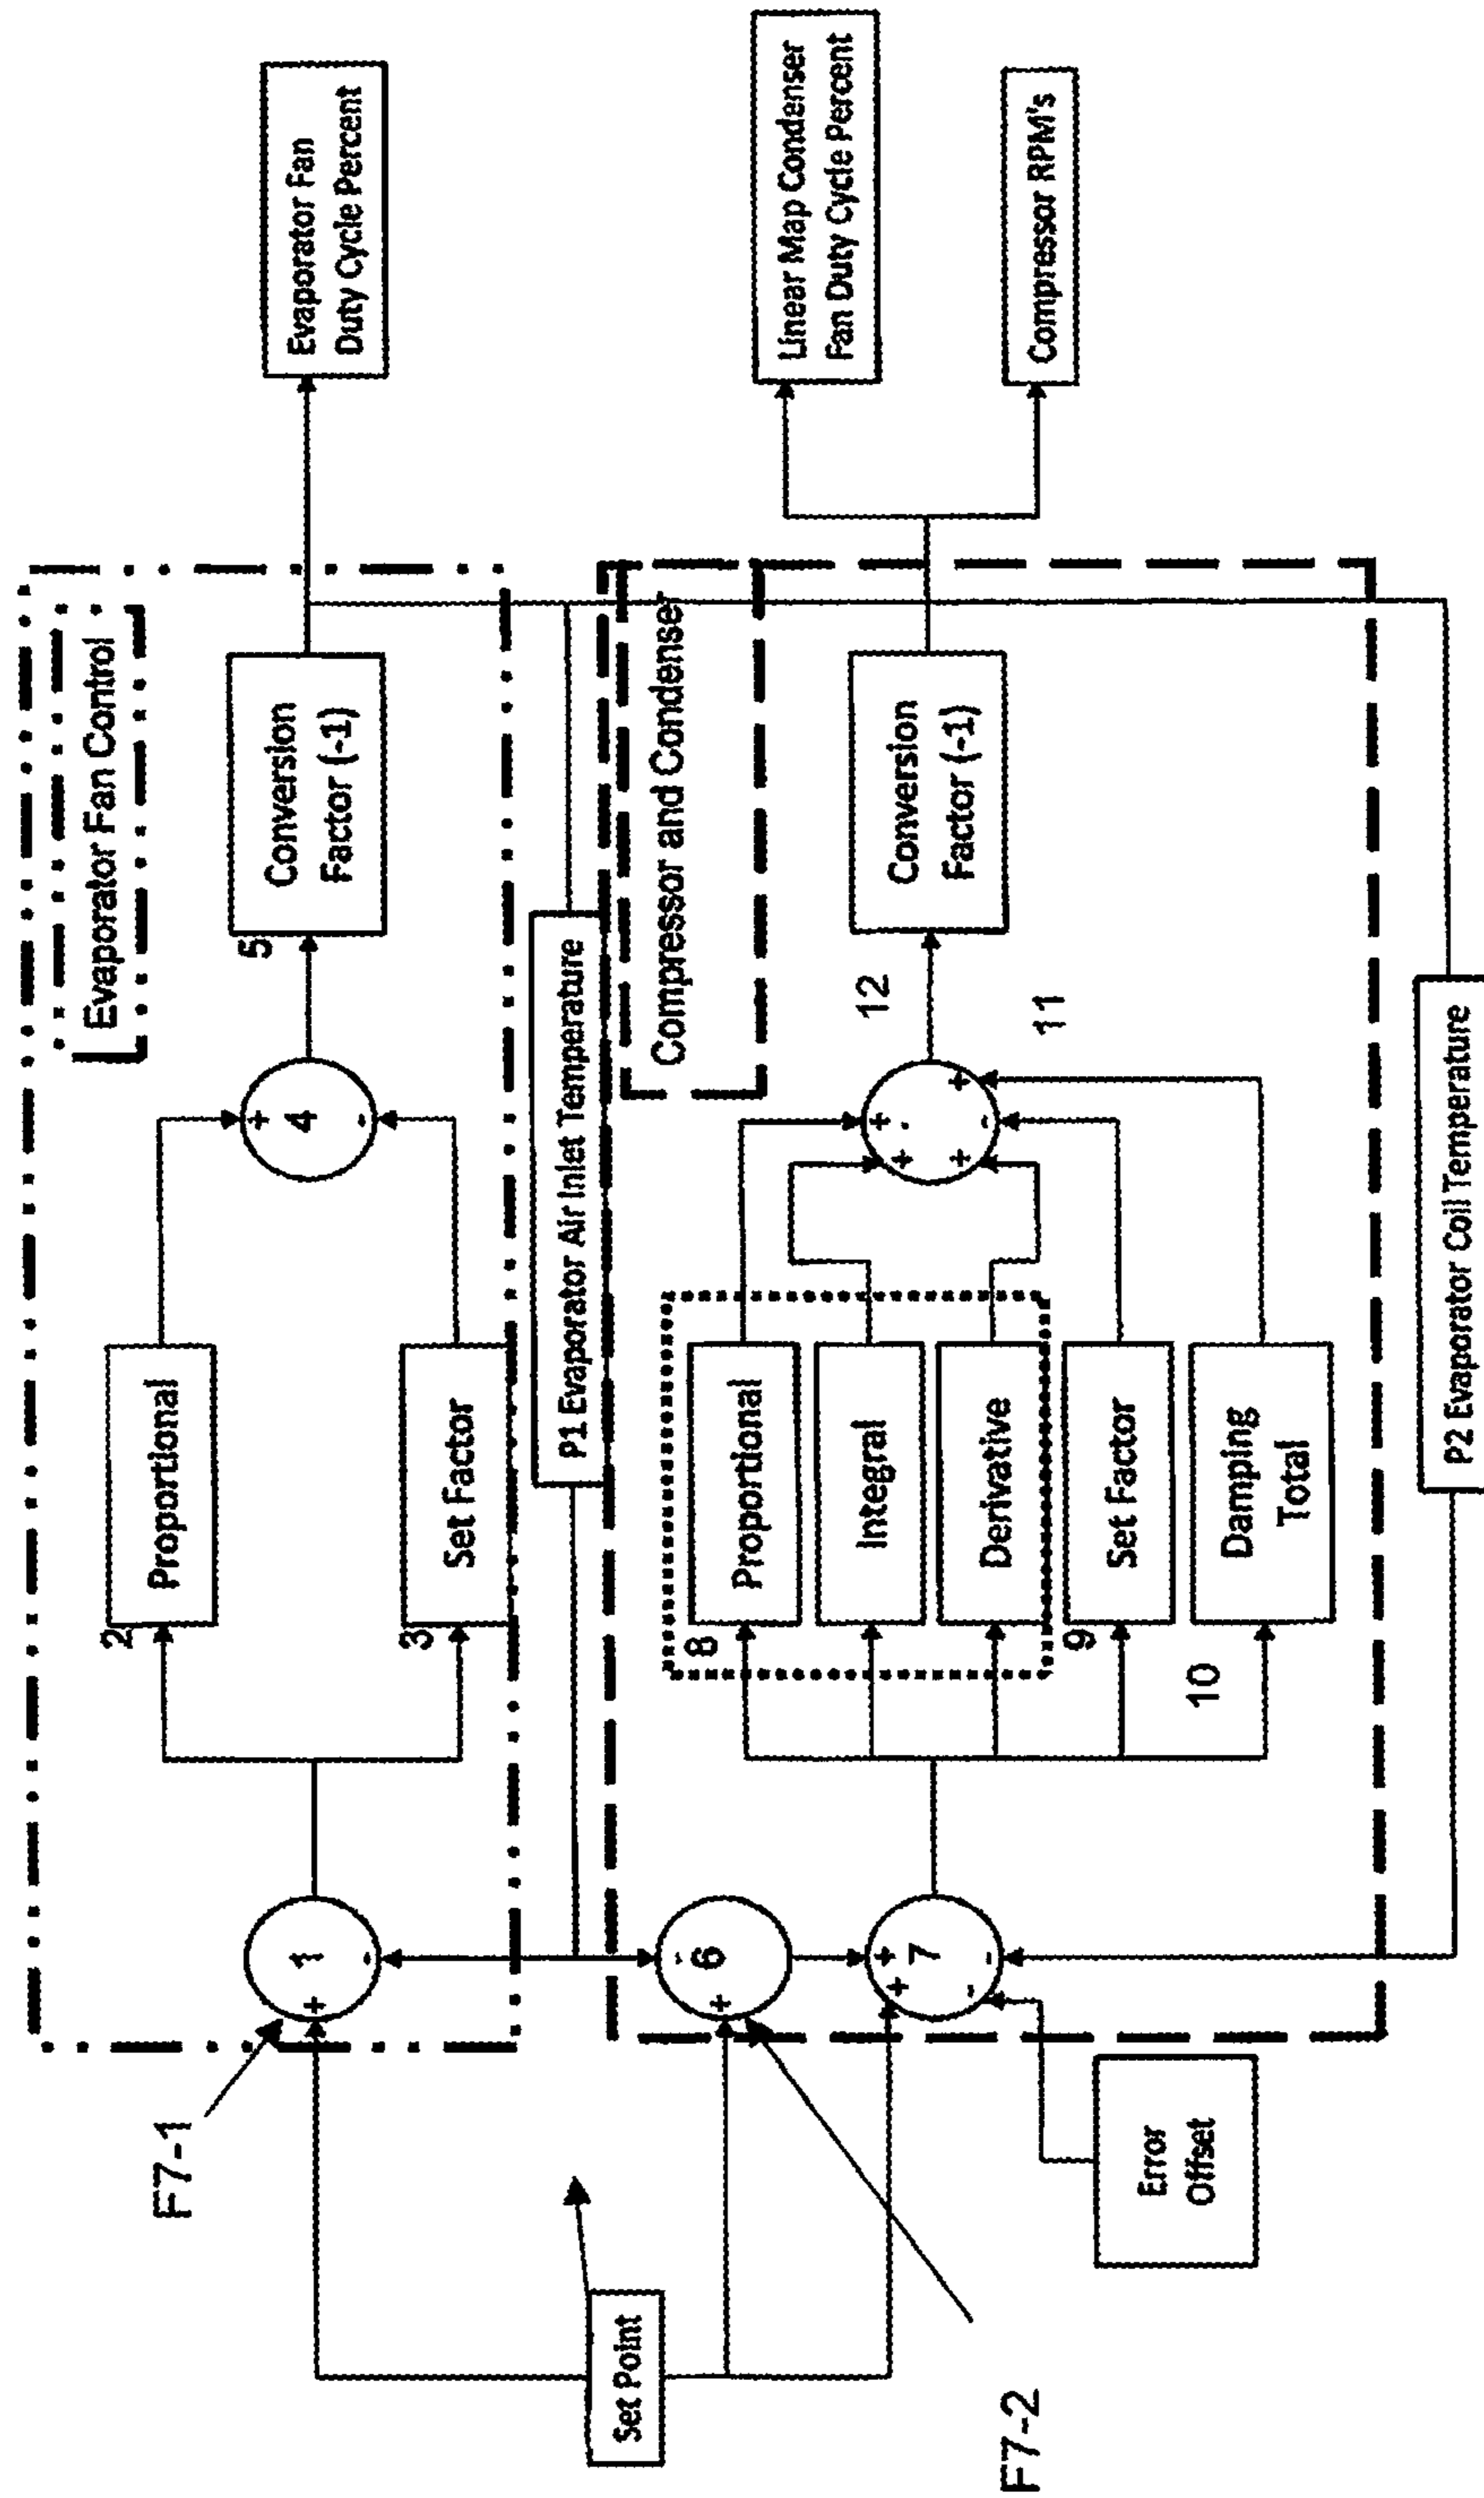 F7-1
Set Point
F7-2
Error
Offset
Evaporator Fan Control
1
+
-
2
Proportional
3
Set Factor
+
4
-
5
Conversion
Factor (-1)
Evaporator Fan
Duty Cycle Percent
P1 Evaporator Air Inlet Temperature
Compressor and Condense
-
6
+
+
+
7
-
-
8
Proportional
Integral
Derivative
9
Set Factor
10
Damping
Total
+
+
-
+
-
+
11
12
Conversion
Factor (-1)
Linear Map Condenser
Fan Duty Cycle Percent
Compressor RPM's
P2 Evaporator Coil Temperature